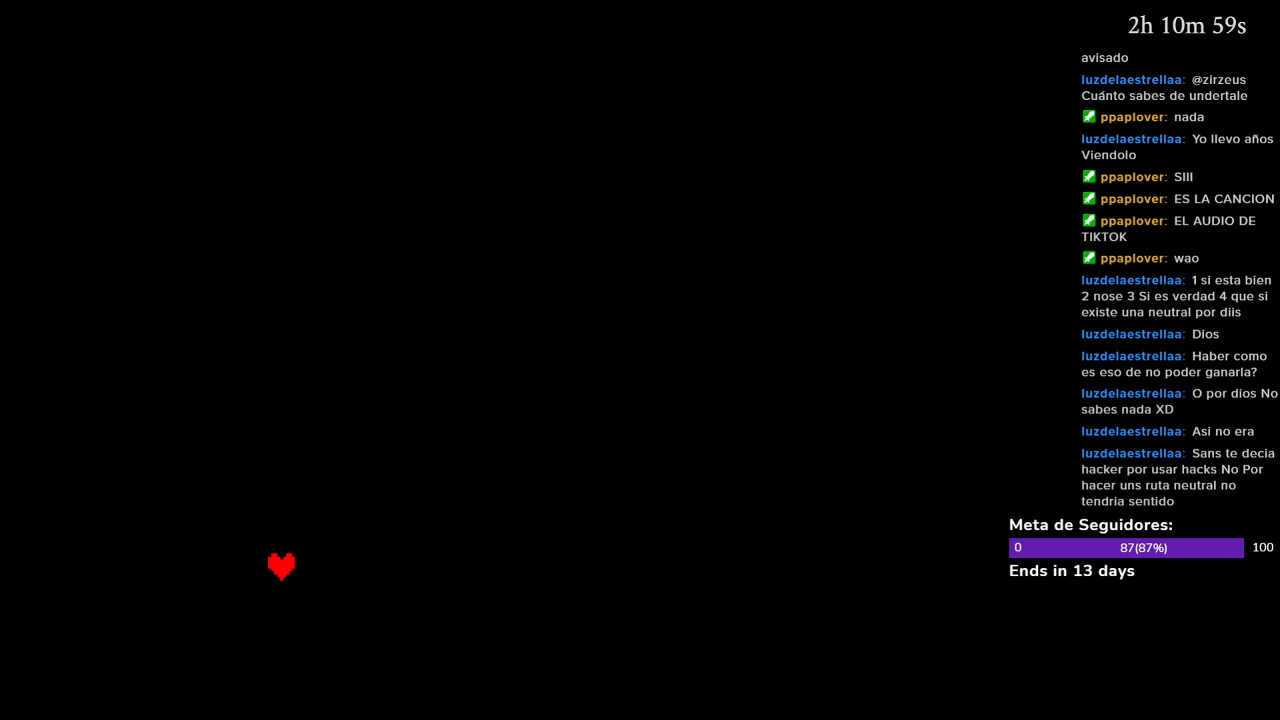 2h 10m 59s
avisado
luzdelaestrellaa: @zirzeus
Cuánto sabes de undertale
ppaplover: nada
luzdelaestrellaa: Yo llevo años
Viendolo
ppaplover: SIII
ppaplover: ES LA CANCION
ppaplover: EL AUDIO DE
TIKTOK
ppaplover: wao
luzdelaestrellaa: 1 si esta bien
2 nose 3 Si es verdad 4 que si
existe una neutral por diis
luzdelaestrellaa: Dios
luzdelaestrellaa: Haber como
es eso de no poder ganarla?
luzdelaestrellaa: O por dios No
sabes nada XD
luzdelaestrellaa: Asi no era
luzdelaestrellaa: Sans te decia
hacker por usar hacks No Por
hacer uns ruta neutral no
tendria sentido
Meta de Seguidores:
0 87(87%) 100
Ends in 13 days